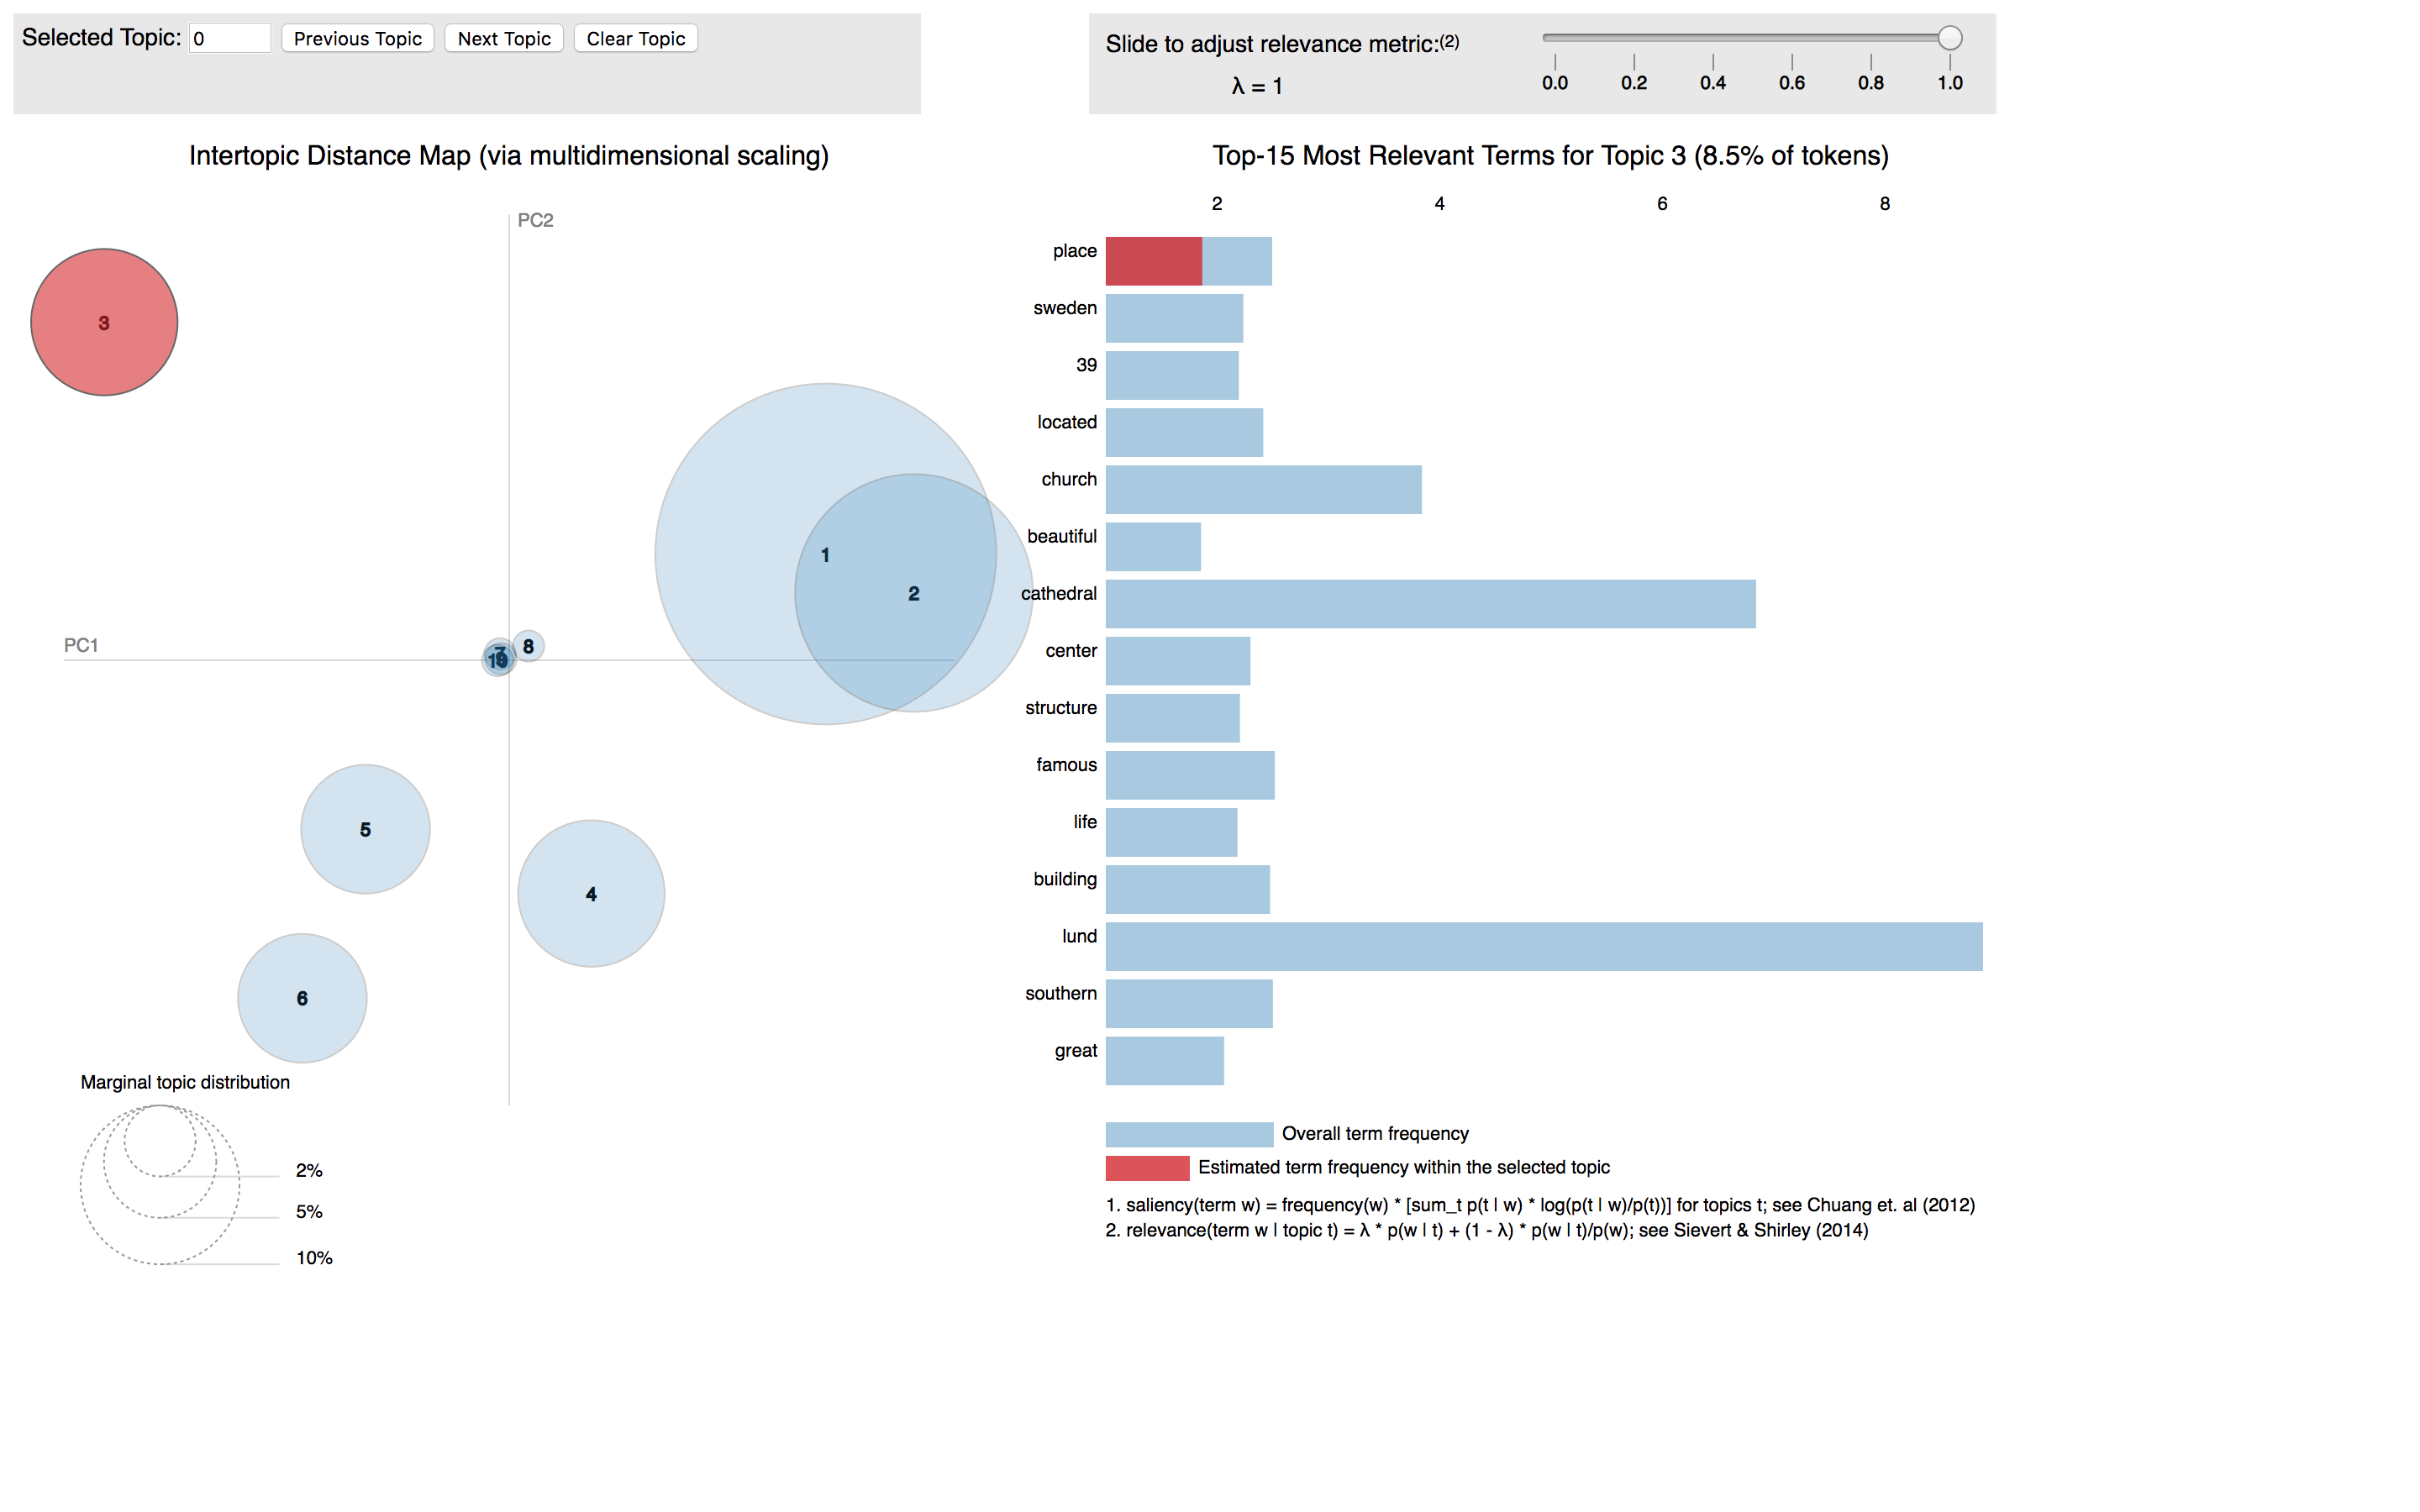 Selected Topic: 0 Previous Topic Next Topic Clear Topic
Slide to adjust relevance metric:(2)
λ = 1
0.0 0.2 0.4 0.6 0.8 1.0
Intertopic Distance Map (via multidimensional scaling)
PC2
PC1
3
1
2
8
5
4
6
Marginal topic distribution
2%
5%
10%
Top-15 Most Relevant Terms for Topic 3 (8.5% of tokens)
2 4 6 8
place
sweden
39
located
church
beautiful
cathedral
center
structure
famous
life
building
lund
southern
great
Overall term frequency
Estimated term frequency within the selected topic
1. saliency(term w) = frequency(w) * [sum_t p(t | w) * log(p(t | w)/p(t))] for topics t; see Chuang et. al (2012)
2. relevance(term w | topic t) = λ * p(w | t) + (1 - λ) * p(w | t)/p(w); see Sievert & Shirley (2014)